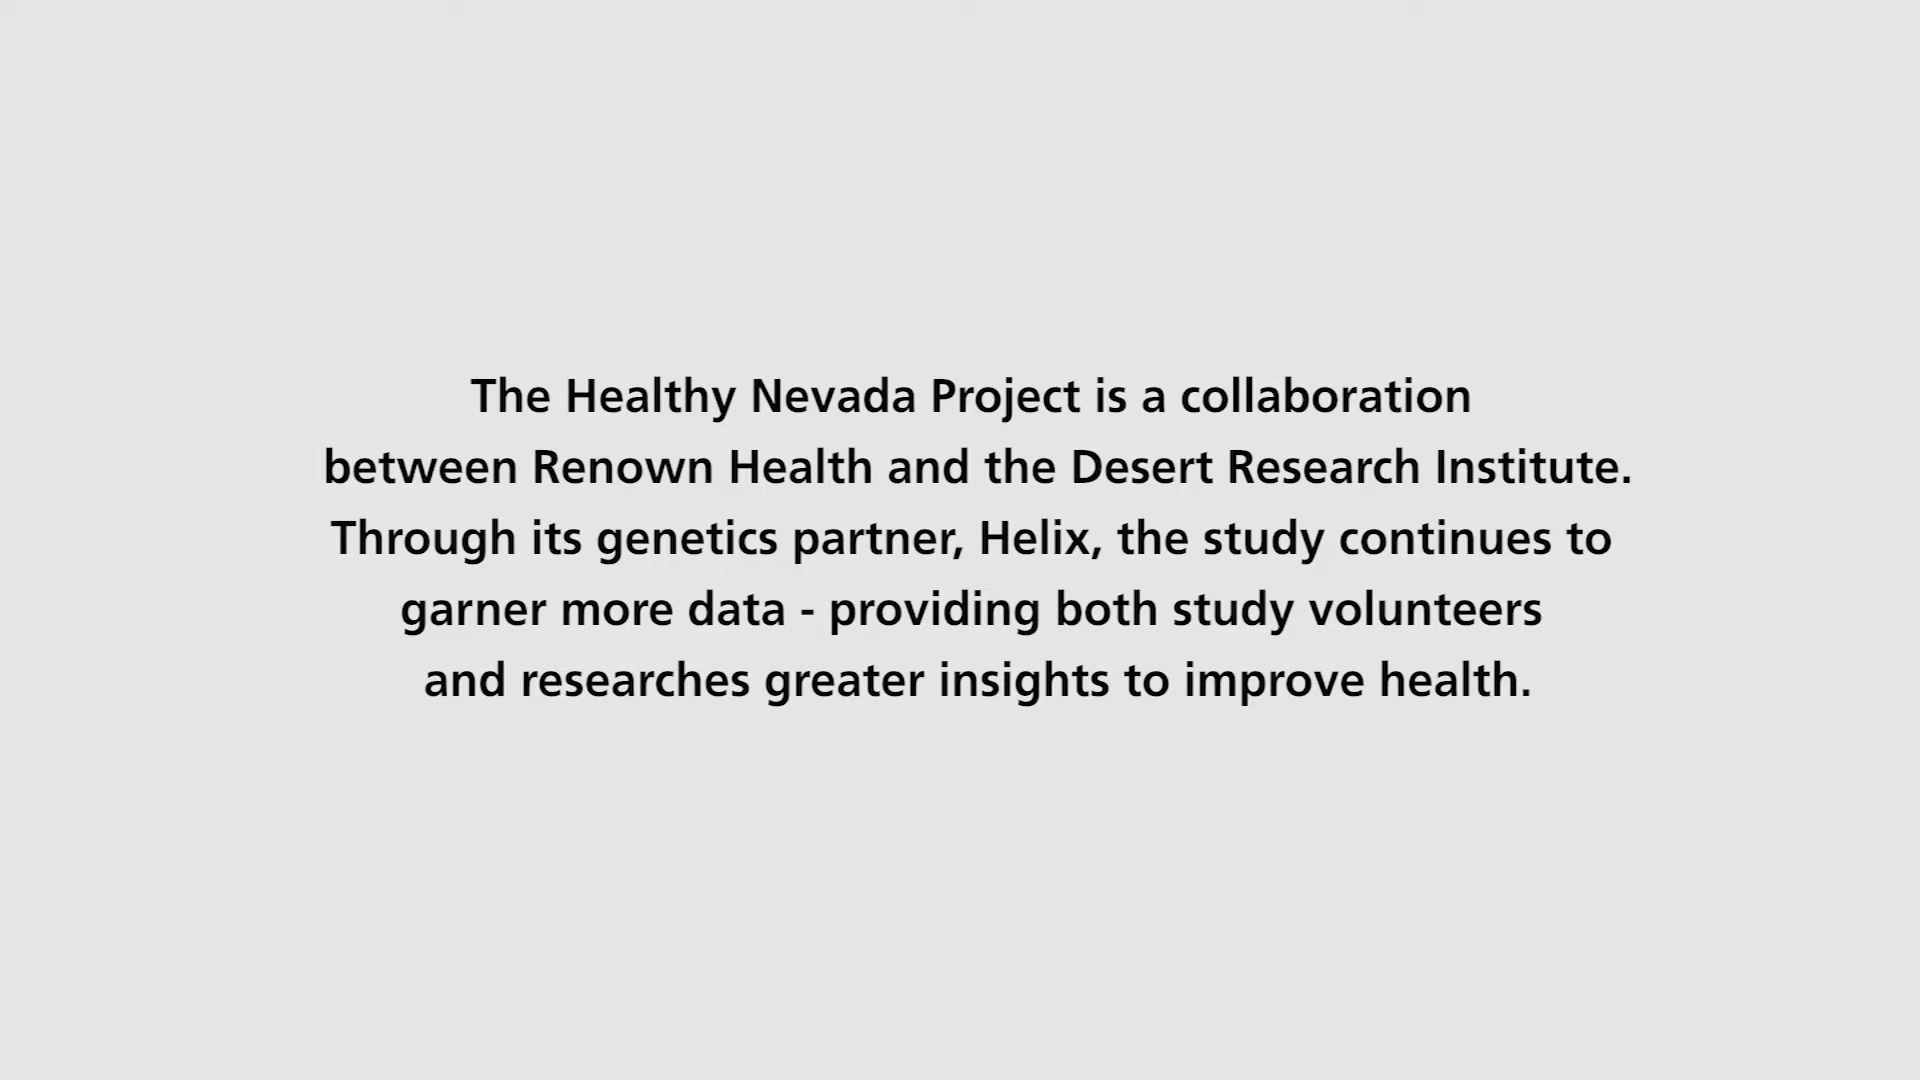 The Healthy Nevada Project is a collaboration
between Renown Health and the Desert Research Institute.
Through its genetics partner, Helix, the study continues to
garner more data - providing both study volunteers
and researches greater insights to improve health.